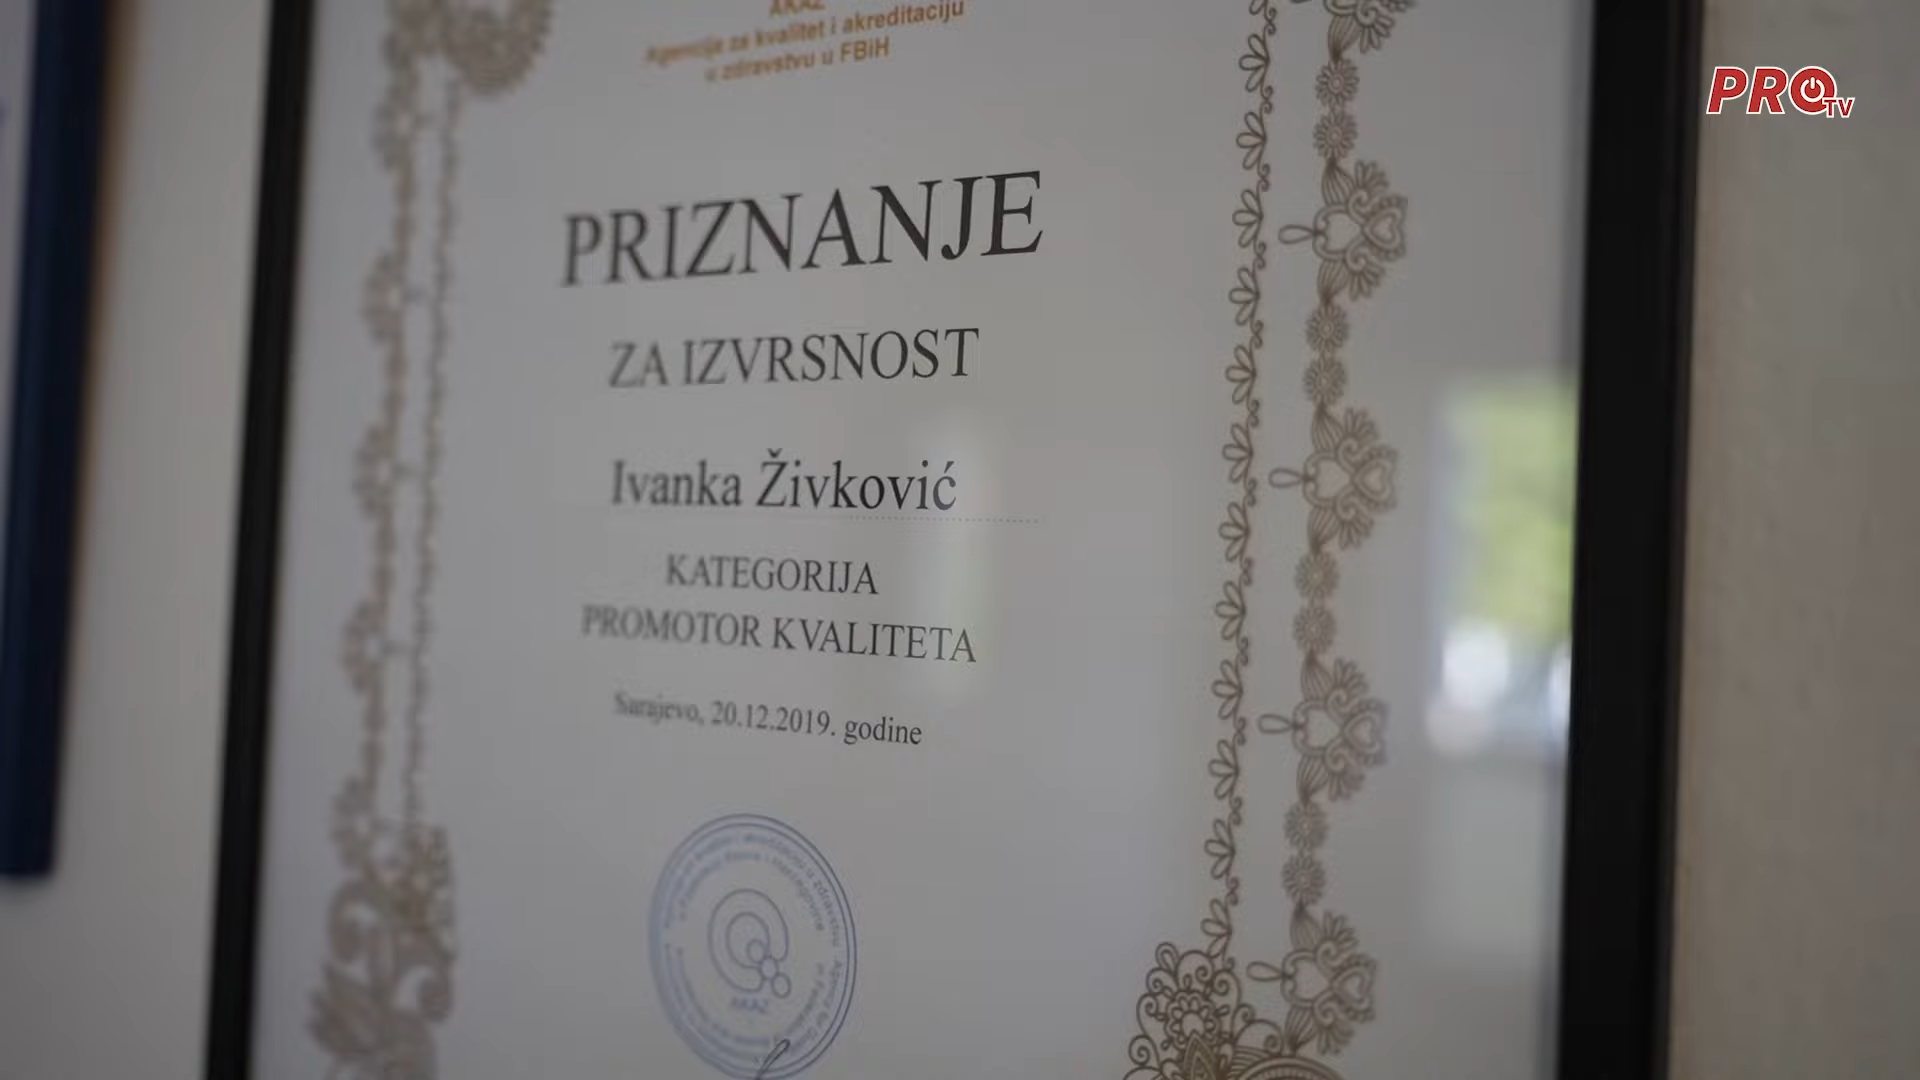 AKAZ
Agencija za kvalitet i akreditaciju
u zdravstvu u FBiH
PRO TV
PRIZNANJE
ZA IZVRSNOST
Ivanka Živković
KATEGORIJA
PROMOTOR KVALITETA
Sarajevo, 20.12.2019. godine
AKAZ